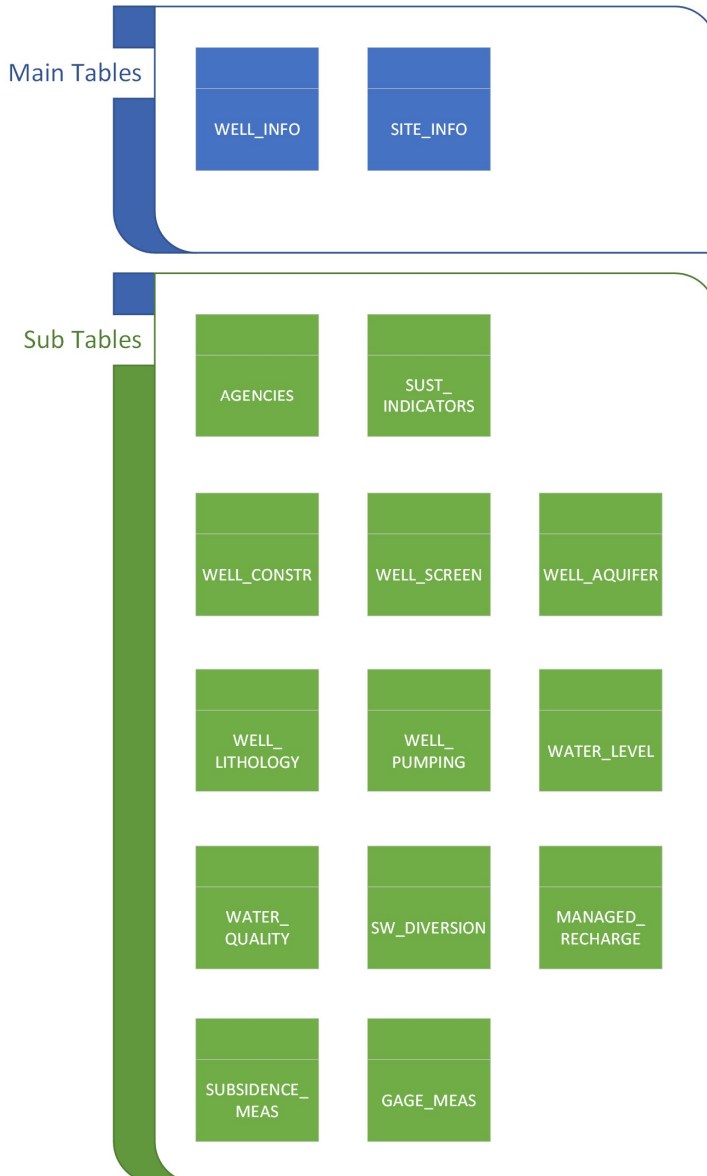 Main Tables
WELL_INFO
SITE_INFO
Sub Tables
AGENCIES
SUST_
INDICATORS
WELL_CONSTR
WELL_SCREEN
WELL_AQUIFER
WELL_
LITHOLOGY
WELL_
PUMPING
WATER_LEVEL
WATER_
QUALITY
SW_DIVERSION
MANAGED_
RECHARGE
SUBSIDENCE_
MEAS
GAGE_MEAS